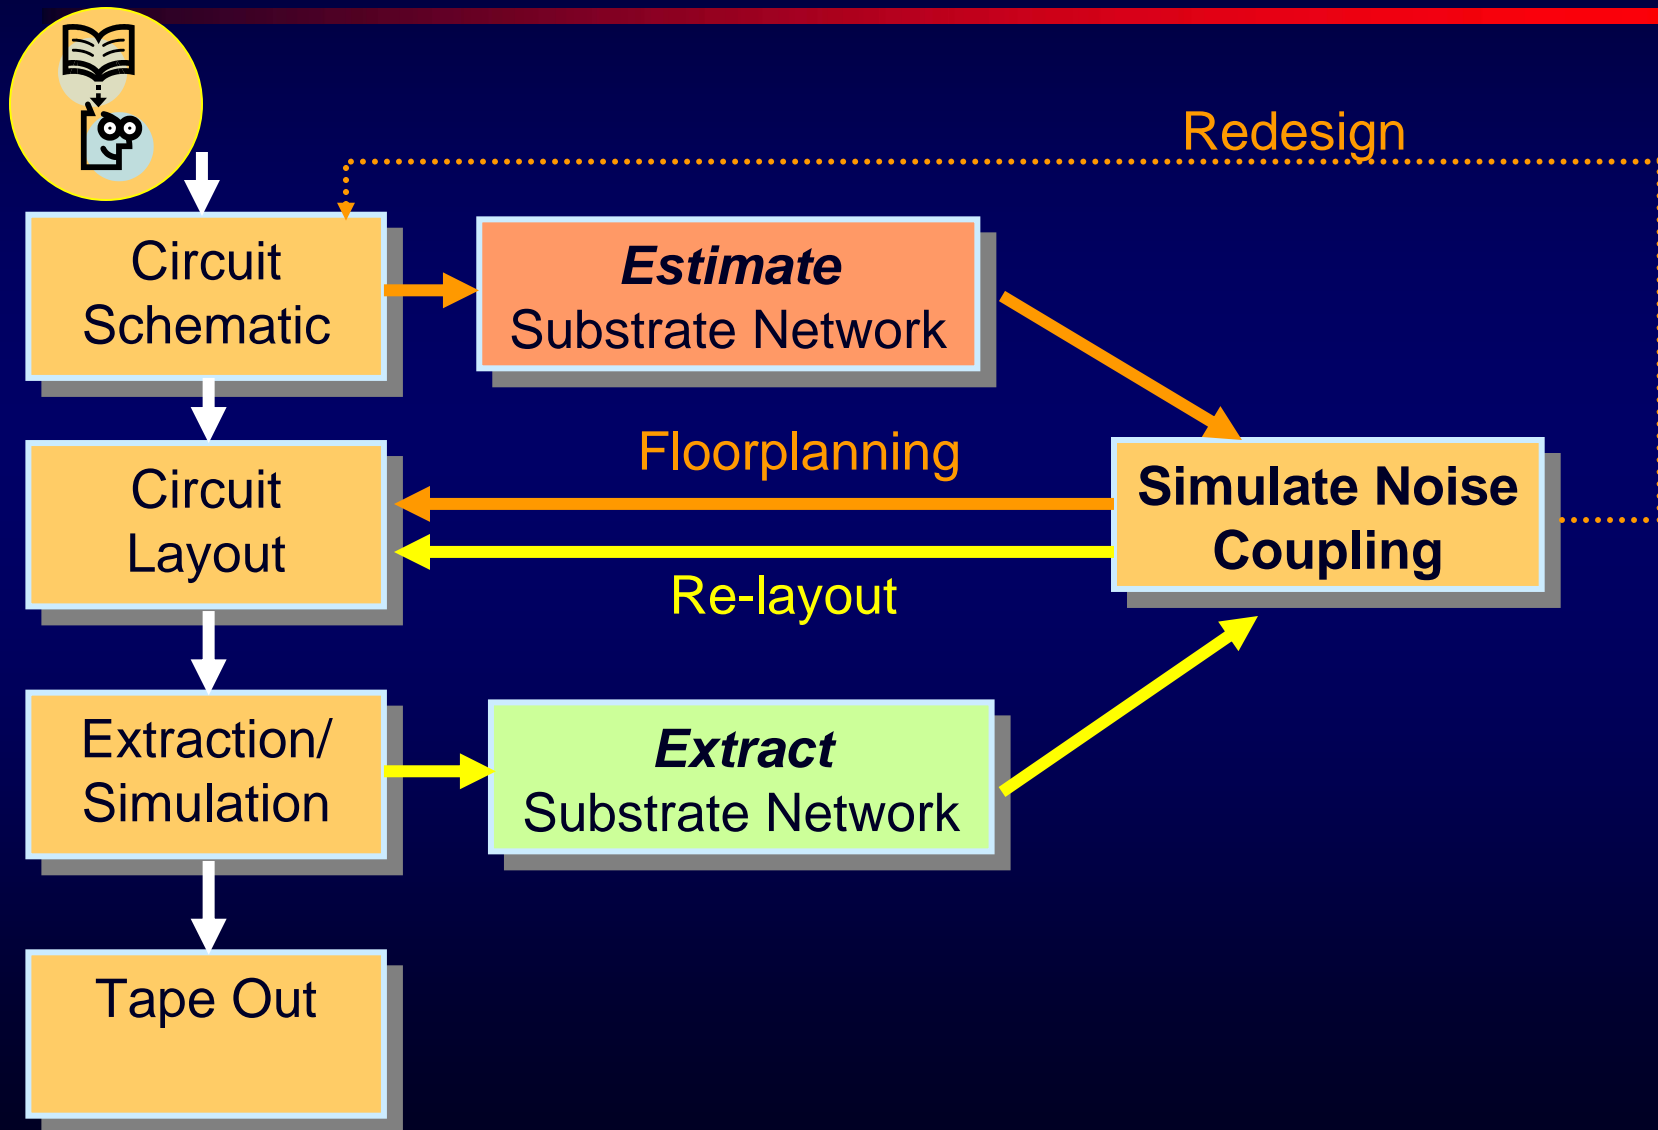 Redesign
Circuit
Schematic
Estimate
Substrate Network
Floorplanning
Circuit
Layout
Simulate Noise
Coupling
Re-layout
Extraction/
Simulation
Extract
Substrate Network
Tape Out